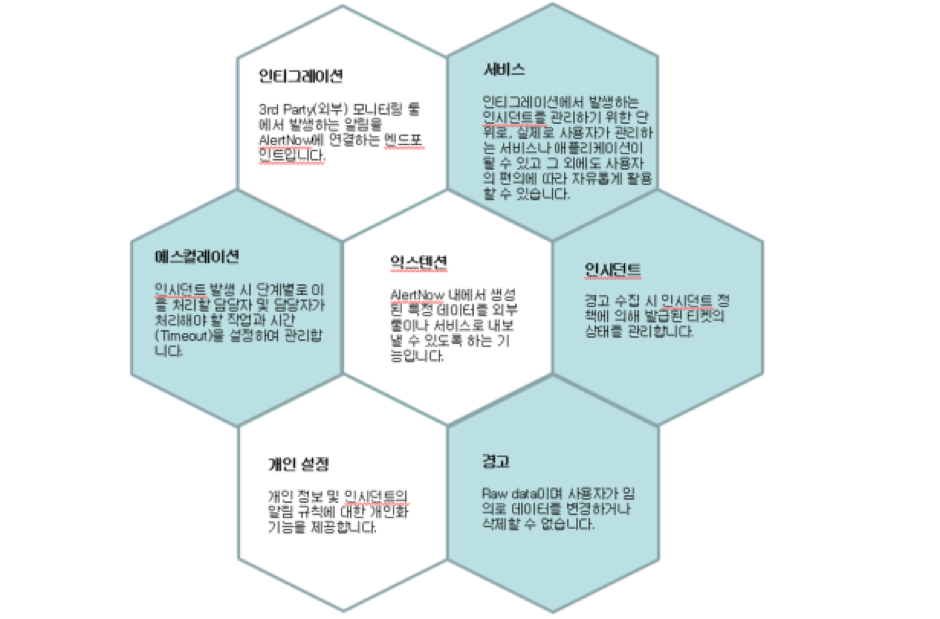 인티그레이션
3rd Party(외부) 모니터링 툴
에서 발생하는 알림을
AlertNow에 연결하는 엔드포
인트입니다.
서비스
인티그레이션에서 발생하는
인시던트를 관리하기 위한 단
위로, 실제로 사용자가 관리하
는 서비스나 애플리케이션이
될 수 있고 그 외에도 사용자
의 편의에 따라 자유롭게 활용
할 수 있습니다.
에스컬레이션
인시던트 발생 시 단계별로 이
를 처리할 담당자 및 담당자가
처리해야 할 작업과 시간
(Timeout)을 설정하여 관리합
니다.
익스텐션
AlertNow 내에서 생성
된 특정 데이터를 외부
툴이나 서비스로 내보
낼 수 있도록 하는 기
능입니다.
인시던트
경고 수집 시 인시던트 정
책에 의해 발급된 티켓의
상태를 관리합니다.
개인 설정
개인 정보 및 인시던트의
알림 규칙에 대한 개인화
기능을 제공합니다.
경고
Raw data이며 사용자가 임
의로 데이터를 변경하거나
삭제할 수 없습니다.